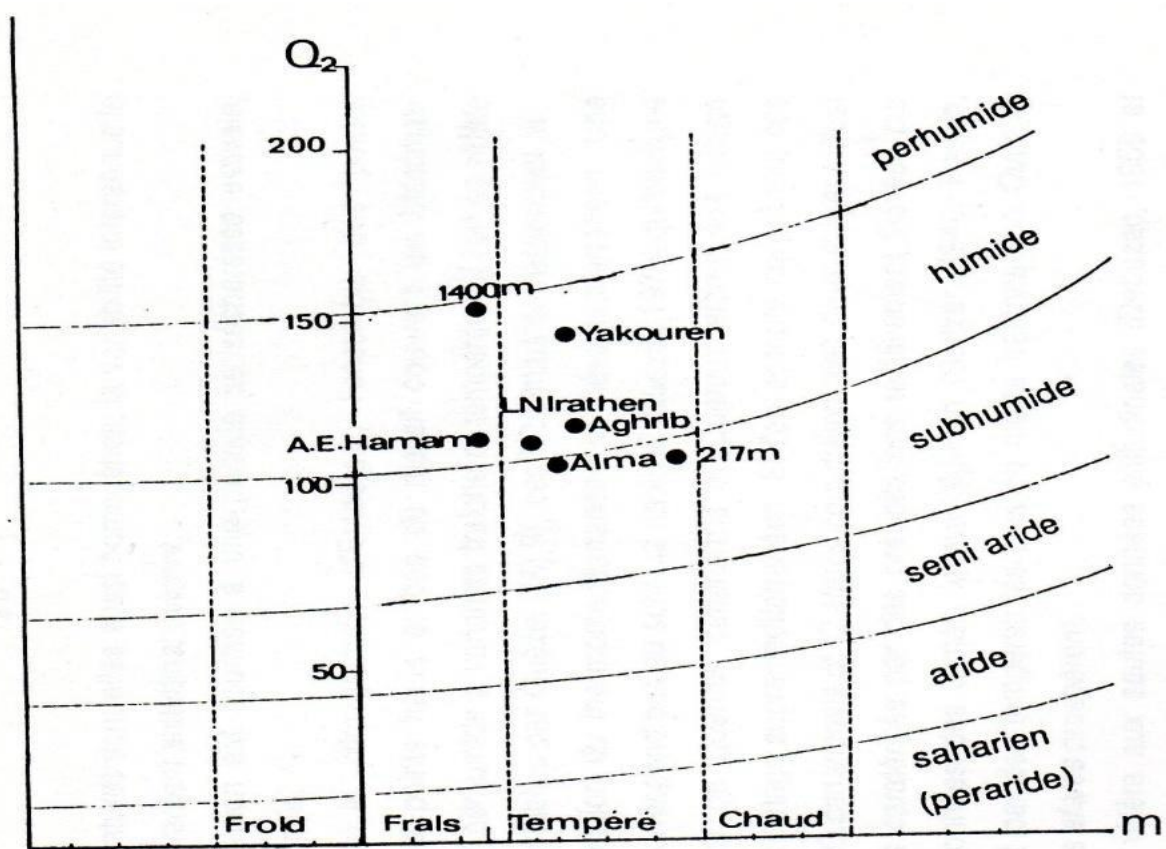 Q2
200
perhumide
humide
1400m
150
Yakouren
LNIrathen
Aghrib
A.E.Hamam
subhumide
Alma
217m
100
semi aride
50
aride
saharien
(peraride)
Froid
Frais
Tempéré
Chaud
m